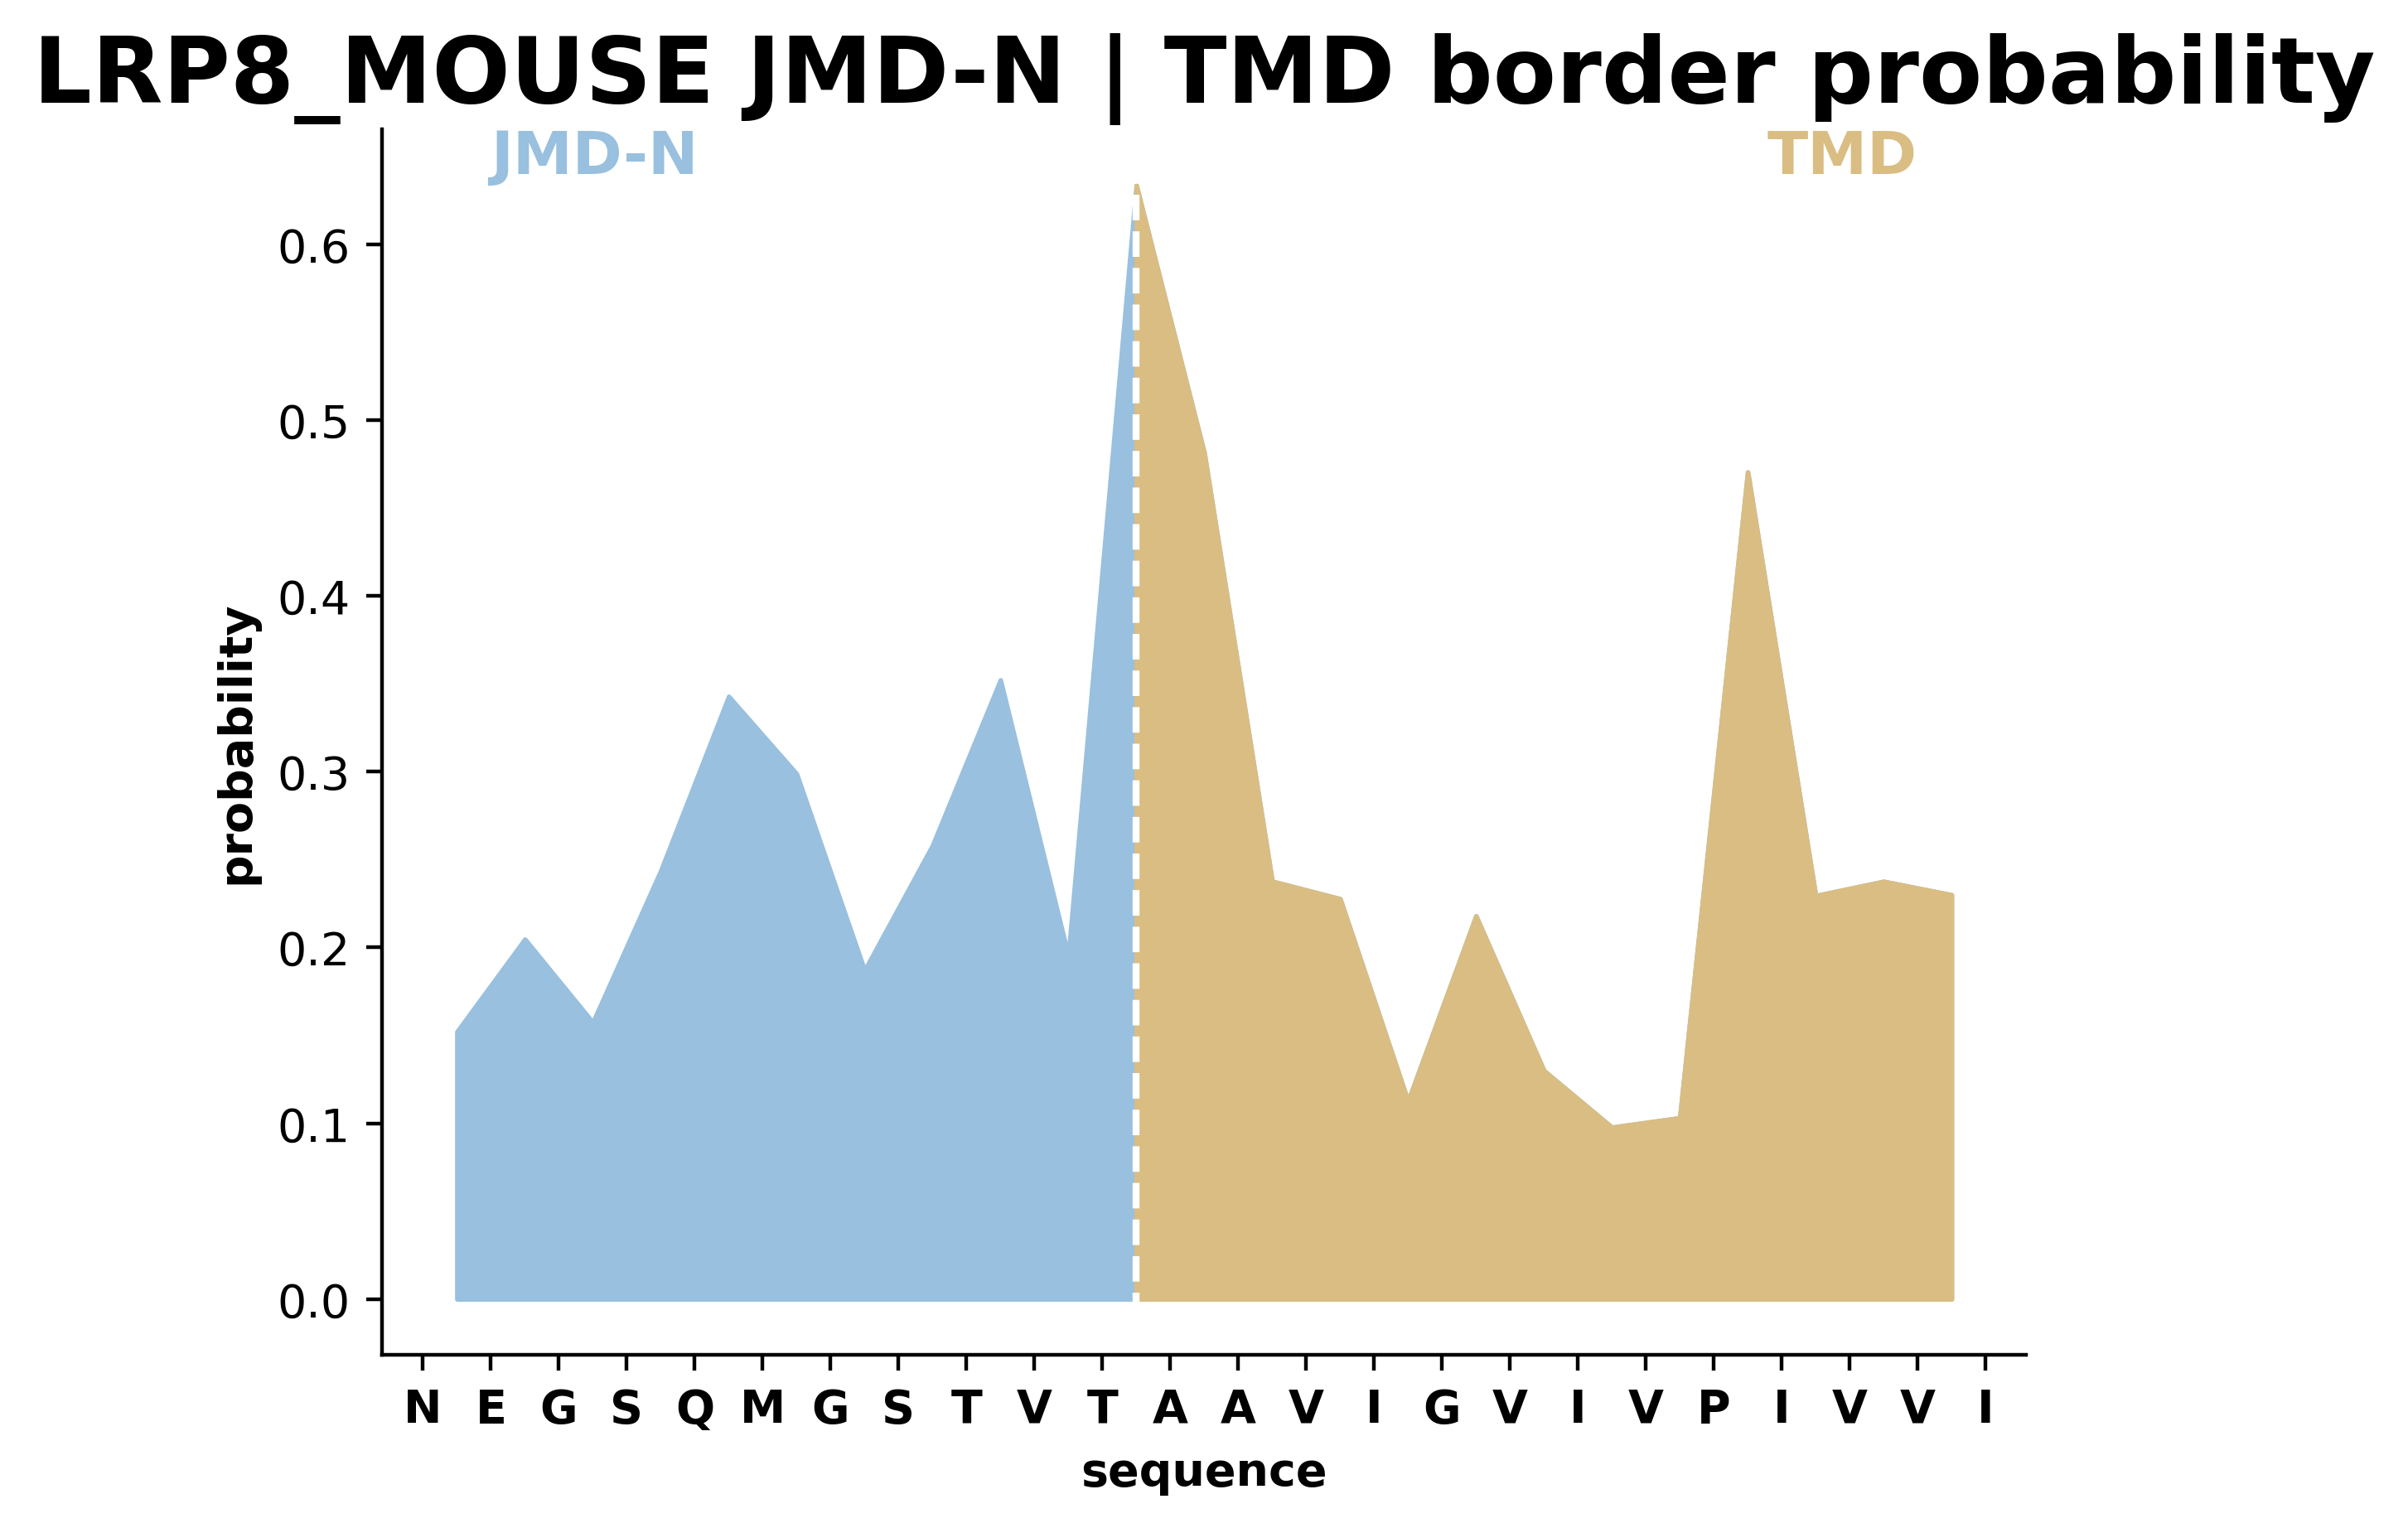 LRP8_MOUSE JMD-N | TMD border probability
JMD-N TMD
0.6
0.5
0.4
0.3
0.2
0.1
0.0
probability
N E G S Q M G S T V T A A V I G V I V P I V V I
sequence